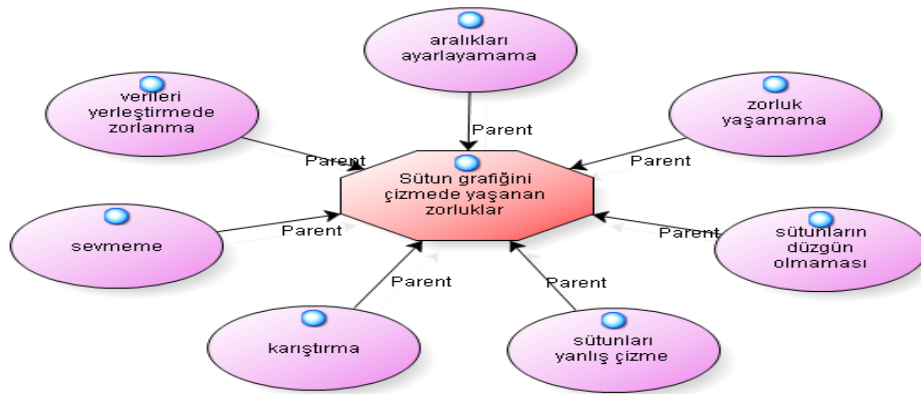 aralıkları
ayarlayamama
verileri
yerleştirmede
zorlanma
zorluk
yaşamama
Parent
Parent
Parent
Sütun grafiğini
çizmede yaşanan
zorluklar
sevmeme
Parent
Parent
sütunların
düzgün
olmaması
Parent
Parent
karıştırma
sütunları
yanlış çizme